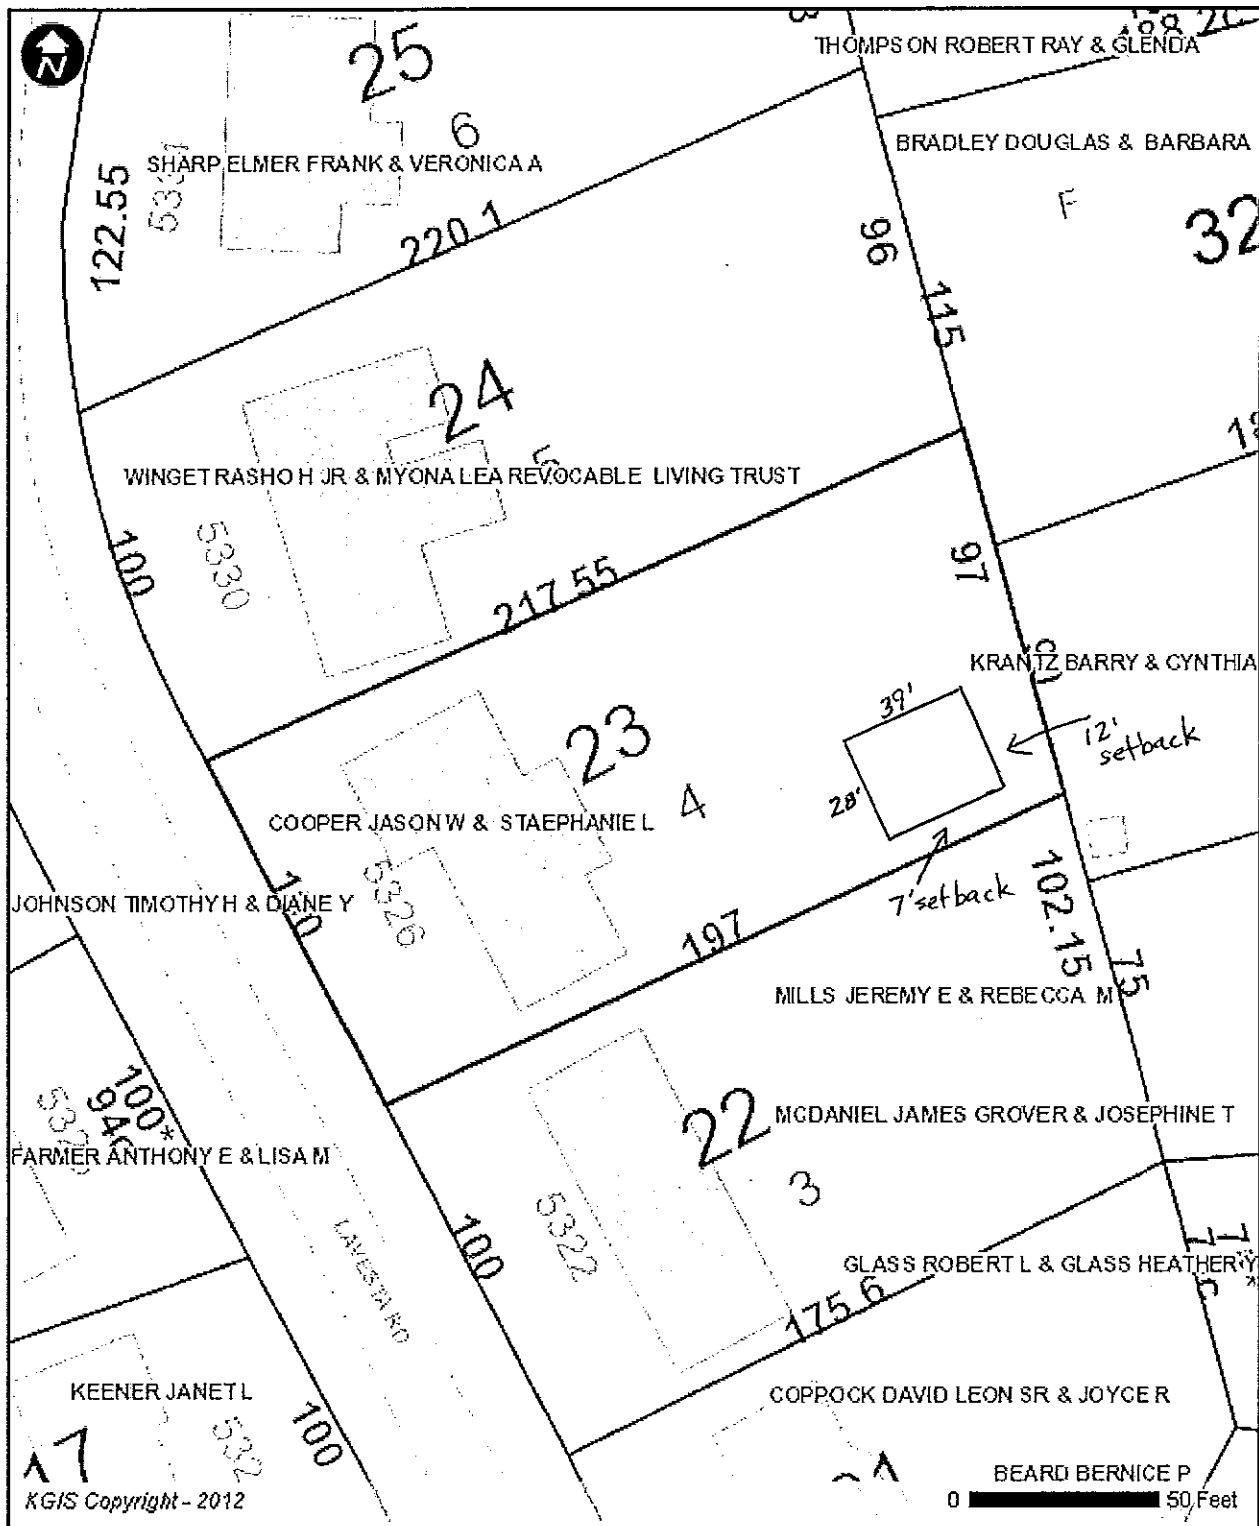 N
THOMPSON ROBERT RAY & GLENDA
25
6
BRADLEY DOUGLAS & BARBARA
SHARP ELMER FRANK & VERONICA A
122.55
F
32
220.1
96
115
24
5
WINGET RASHO H JR & MYONA LEA REVOCABLE LIVING TRUST
5330
100
217.55
97
KRANTZ BARRY & CYNTHIA
39'
12'
setback
23
4
28'
COOPER JASON W & STAEPHANIE L
5326
JOHNSON TIMOTHY H & DIANE Y
7' setback
197
102.15
75
MILLS JEREMY E & REBECCA M
100*
22
MCDANIEL JAMES GROVER & JOSEPHINE T
FARMER ANTHONY E & LISA M
3
5322
LAVESTA RD
100
GLASS ROBERT L & GLASS HEATHER Y
175.6
KEENER JANET L
COPPOCK DAVID LEON SR & JOYCE R
100
BEARD BERNICE P
KGIS Copyright - 2012
0 50 Feet